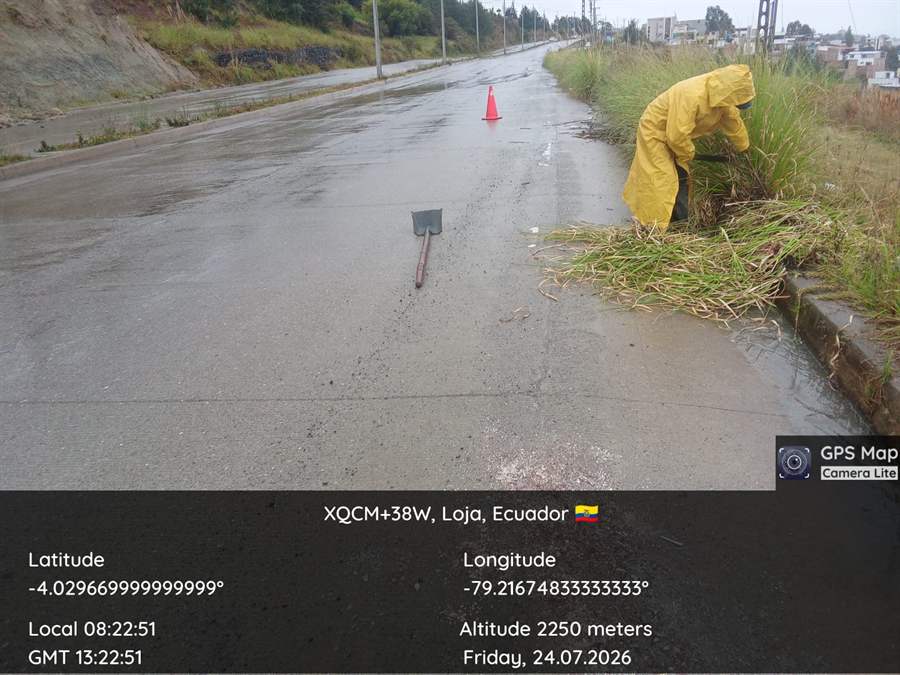 GPS Map
Camera Lite
XQCM+38W, Loja, Ecuador 🇪🇨
Latitude
-4.029669999999999°
Longitude
-79.21674833333333°
Local 08:22:51
GMT 13:22:51
Altitude 2250 meters
Friday, 24.07.2026